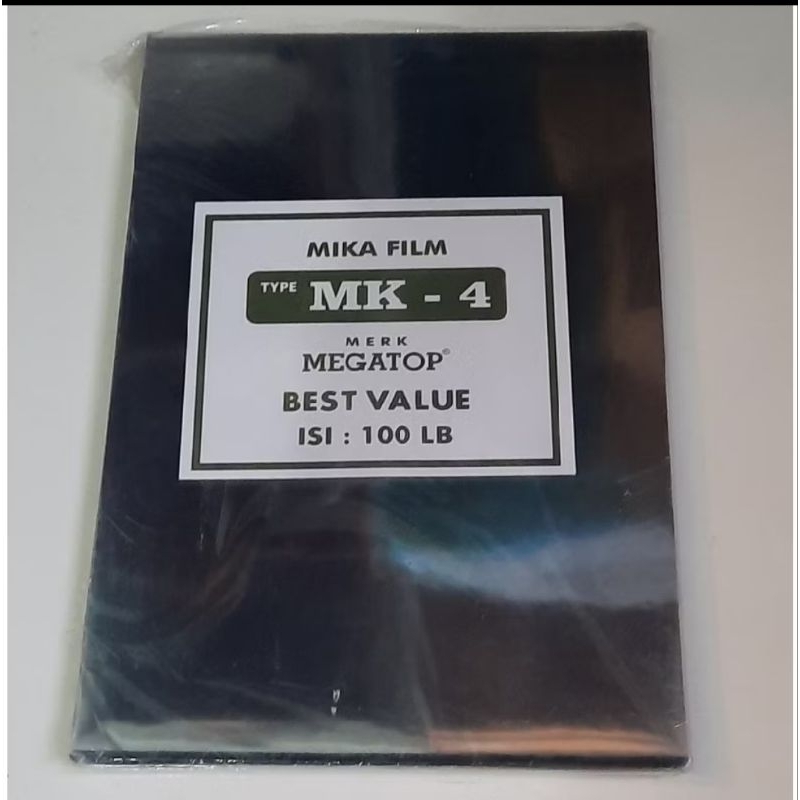 MIKA FILM
TYPE MK - 4
MERK
MEGATOP®
BEST VALUE
ISI : 100 LB